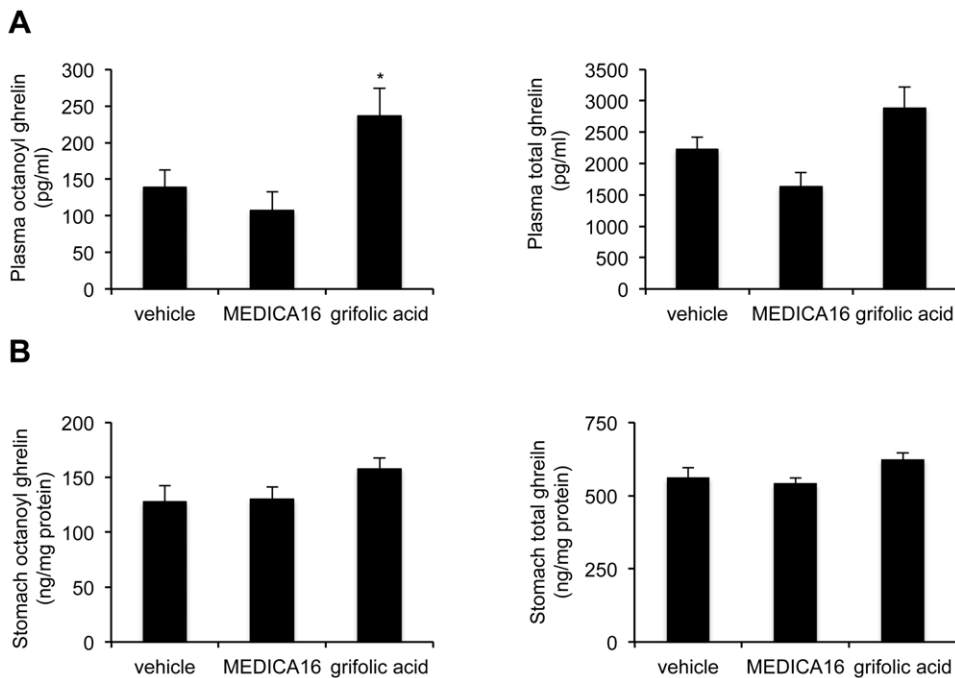 A
Plasma octanoyl ghrelin
(pg/ml)
300
250
200
150
100
50
0
*
vehicle MEDICA16 grifolic acid
Plasma total ghrelin
(pg/ml)
3500
3000
2500
2000
1500
1000
500
0
vehicle MEDICA16 grifolic acid
B
Stomach octanoyl ghrelin
(ng/mg protein)
200
150
100
50
0
vehicle MEDICA16 grifolic acid
Stomach total ghreiln
(ng/mg protein)
750
500
250
0
vehicle MEDICA16 grifolic acid